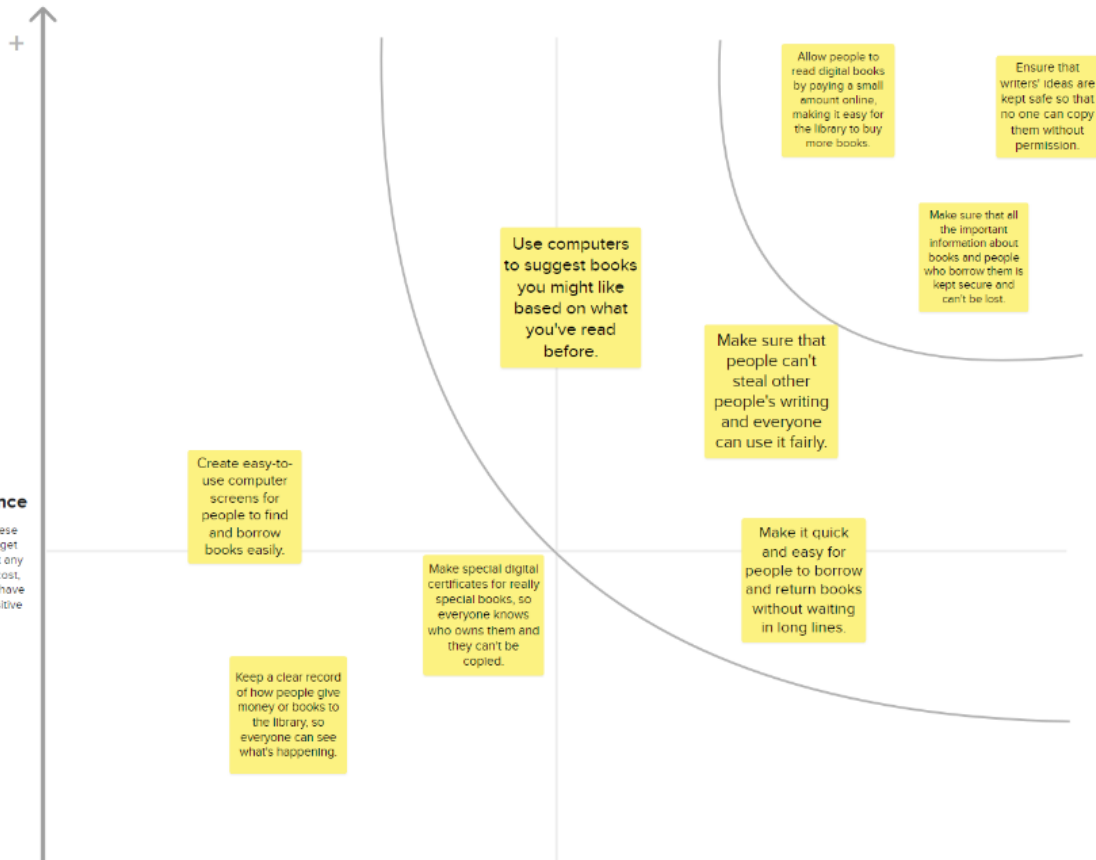 +
Allow people to
read digital books
by paying a small
amount online,
making it easy for
the library to buy
more books.
Ensure that
writers' ideas are
kept safe so that
no one can copy
them without
permission.
Make sure that all
the important
information about
books and people
who borrow them is
kept secure and
can't be lost.
Use computers
to suggest books
you might like
based on what
you've read
before.
Make sure that
people can't
steal other
people's writing
and everyone
can use it fairly.
Create easy-to-
use computer
screens for
people to find
and borrow
books easily.
Make it quick
and easy for
people to borrow
and return books
without waiting
in long lines.
Make special digital
certificates for really
special books, so
everyone knows
who owns them and
they can't be
copied.
Keep a clear record
of how people give
money or books to
the library, so
everyone can see
what's happening.
get
any
have